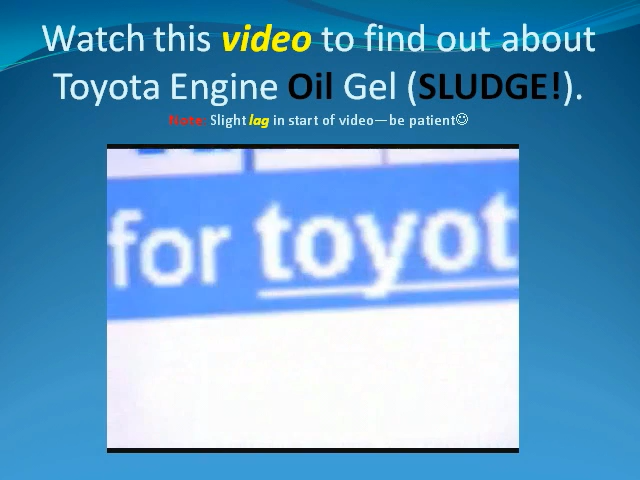 Watch this video to find out about
Toyota Engine Oil Gel (SLUDGE!).
Note: Slight lag in start of video—be patient☺
for toyot